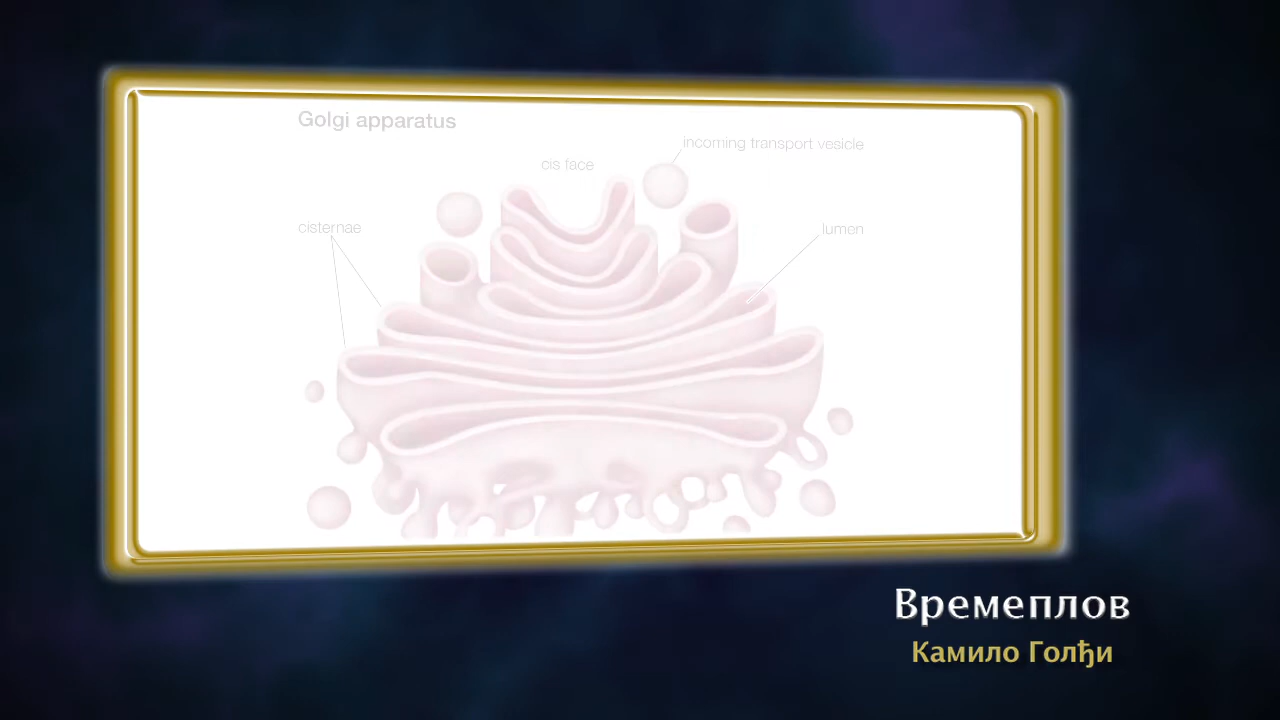 Golgi apparatus
incoming transport vesicle
cis face
cisternae
lumen
Времеплов
Камило Голђи